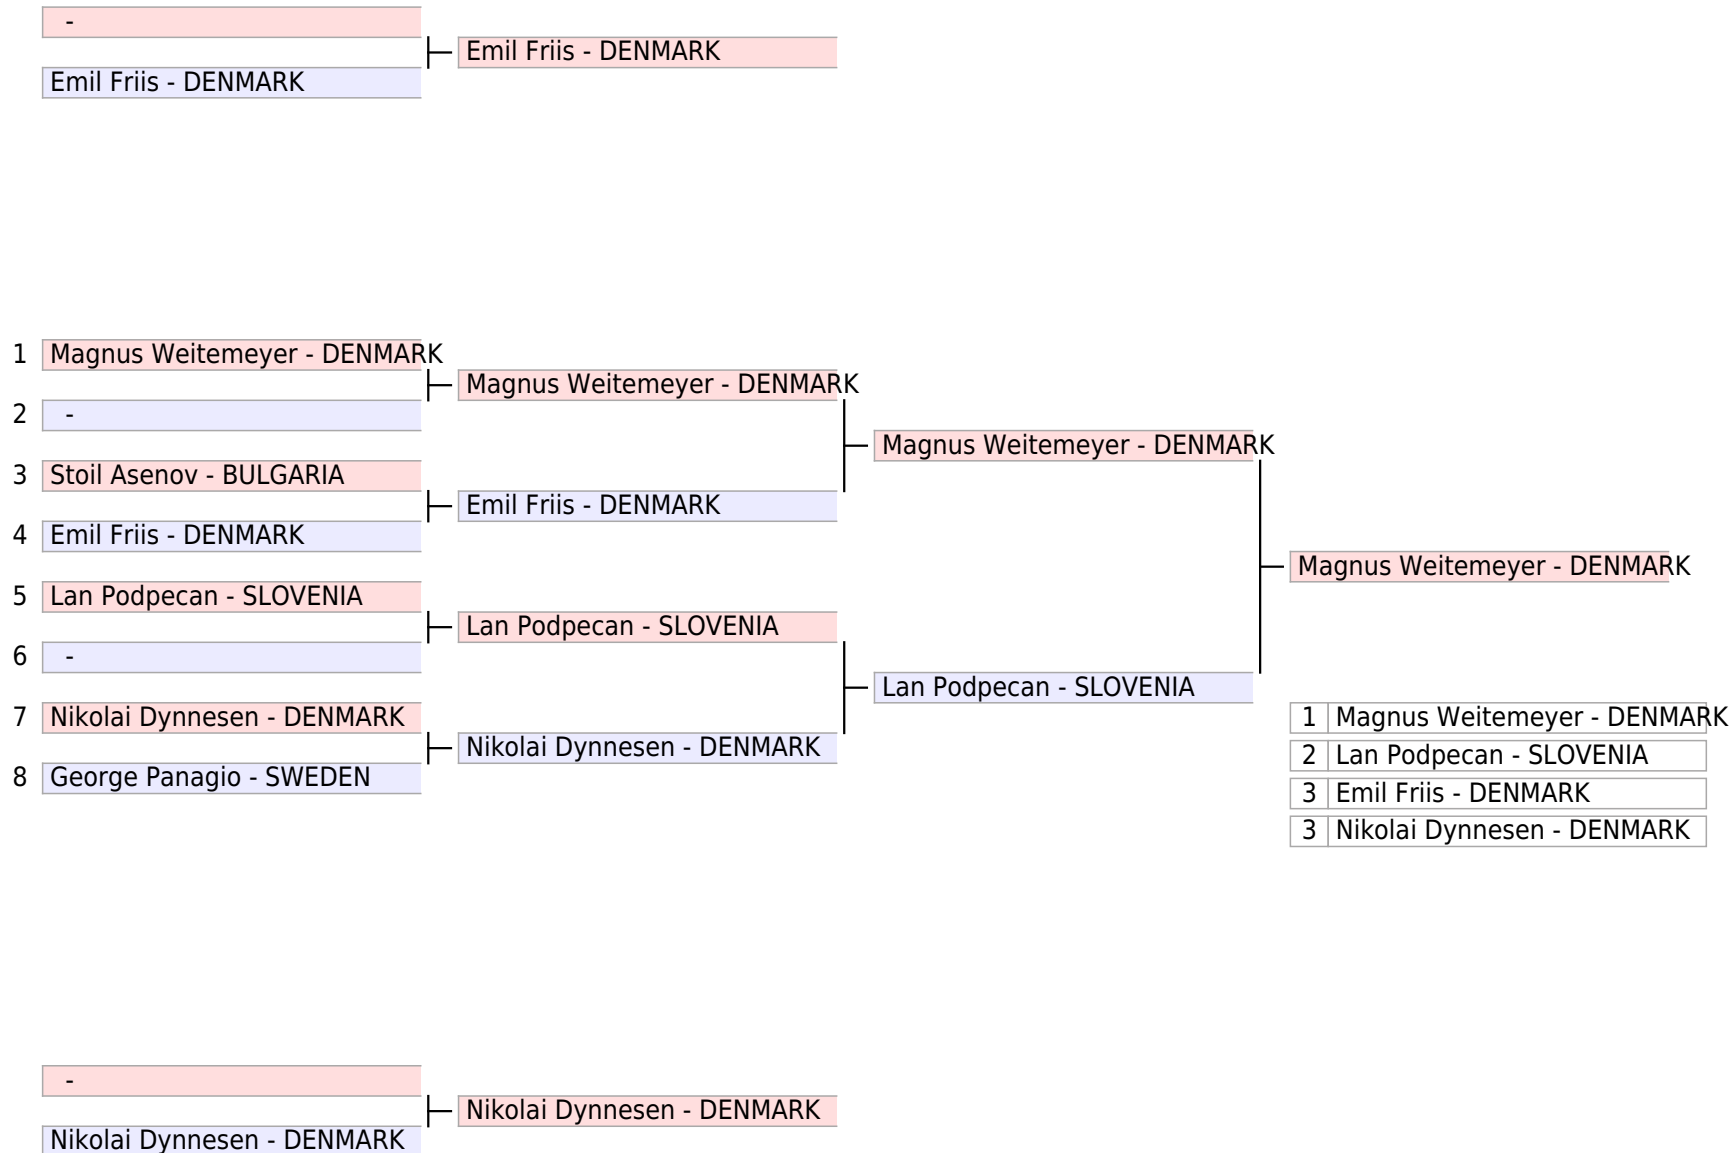 -
Emil Friis - DENMARK
Emil Friis - DENMARK
1 Magnus Weitemeyer - DENMARK
Magnus Weitemeyer - DENMARK
2 -
Magnus Weitemeyer - DENMARK
3 Stoil Asenov - BULGARIA
Emil Friis - DENMARK
4 Emil Friis - DENMARK
Magnus Weitemeyer - DENMARK
5 Lan Podpecan - SLOVENIA
Lan Podpecan - SLOVENIA
6 -
Lan Podpecan - SLOVENIA
7 Nikolai Dynnesen - DENMARK
1 Magnus Weitemeyer - DENMARK
Nikolai Dynnesen - DENMARK
2 Lan Podpecan - SLOVENIA
8 George Panagio - SWEDEN
3 Emil Friis - DENMARK
3 Nikolai Dynnesen - DENMARK
-
Nikolai Dynnesen - DENMARK
Nikolai Dynnesen - DENMARK